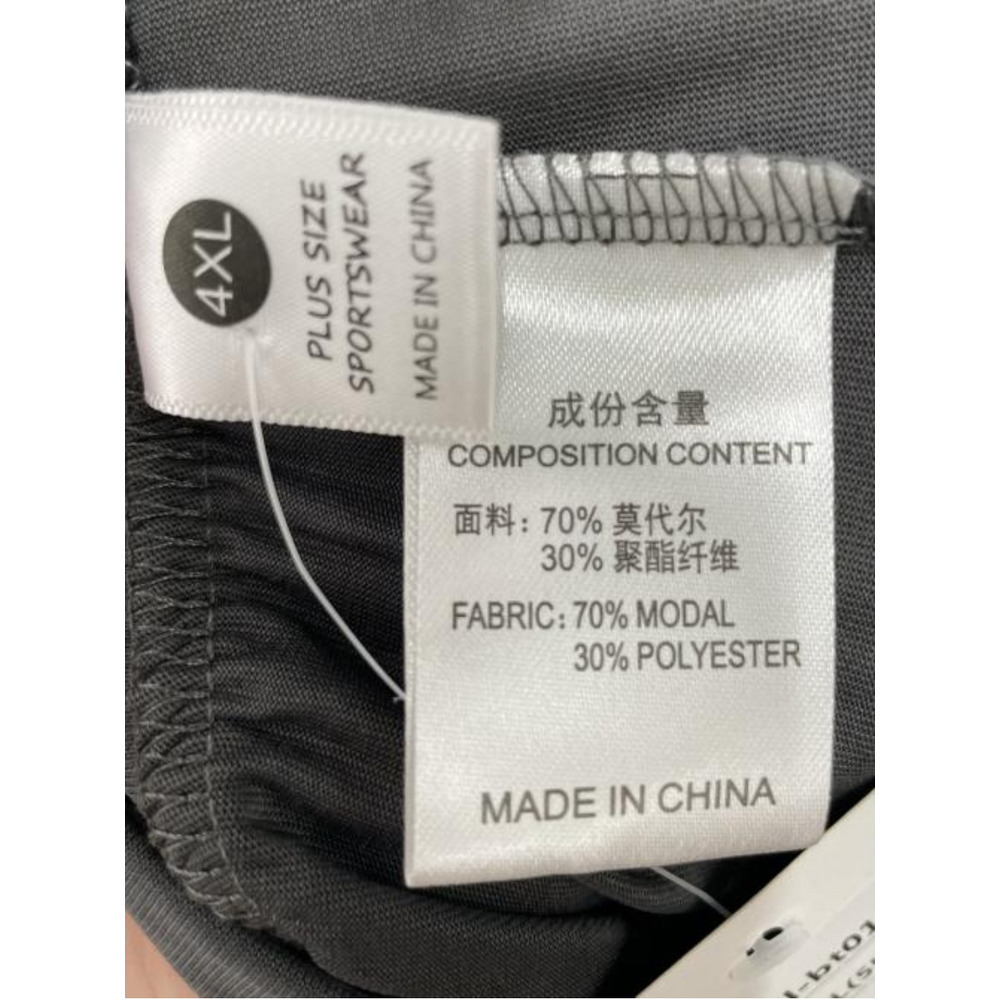 4XL
PLUS SIZE
SPORTSWEAR
MADE IN CHINA
成份含量
COMPOSITION CONTENT
面料：70% 莫代尔
30% 聚酯纤维
FABRIC: 70% MODAL
30% POLYESTER
MADE IN CHINA